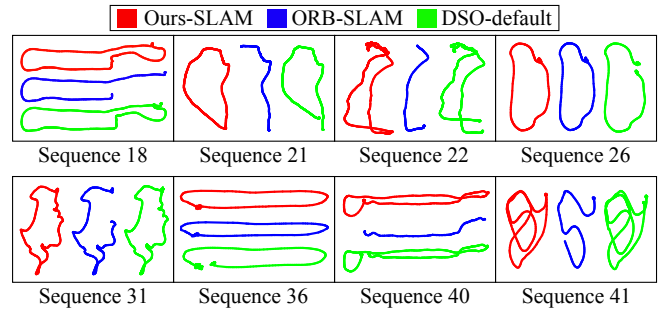 Ours-SLAM ORB-SLAM DSO-default
Sequence 18 Sequence 21 Sequence 22 Sequence 26
Sequence 31 Sequence 36 Sequence 40 Sequence 41